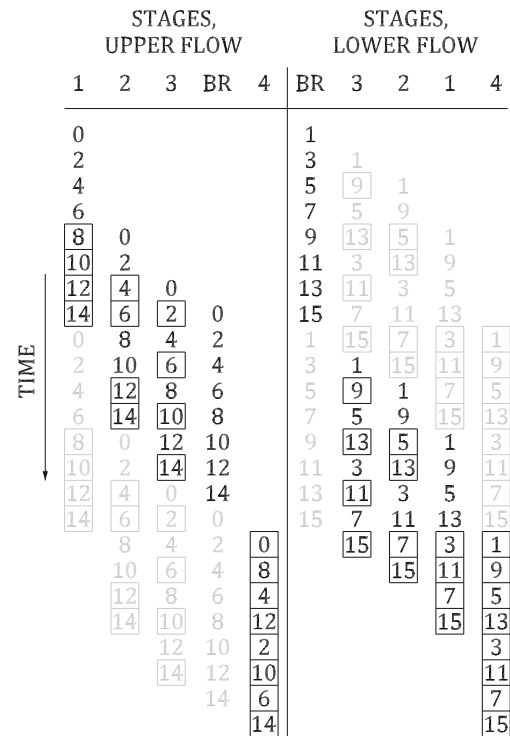 STAGES, STAGES,
UPPER FLOW LOWER FLOW
1 2 3 BR 4 BR 3 2 1 4
0 1
2 3 1
4 5 9 1
6 7 5 9
8 0 9 13 5 1
10 2 11 3 13 9
12 4 0 13 11 3 5
14 6 2 0 15 7 11 13
0 8 4 2 1 15 7 3 1
2 10 6 4 3 1 15 11 9
4 12 8 6 5 9 1 7 5
6 14 10 8 7 5 9 15 13
8 0 12 10 9 13 5 1 3
10 2 14 12 11 3 13 9 11
12 4 0 14 13 11 3 5 7
14 6 2 0 15 7 11 13 15
8 4 2 0 15 7 3 1
10 6 4 8 15 11 9
12 8 6 4 7 5
14 10 8 12 15 13
12 10 2 3
14 12 10 11
14 6 7
14 15
TIME